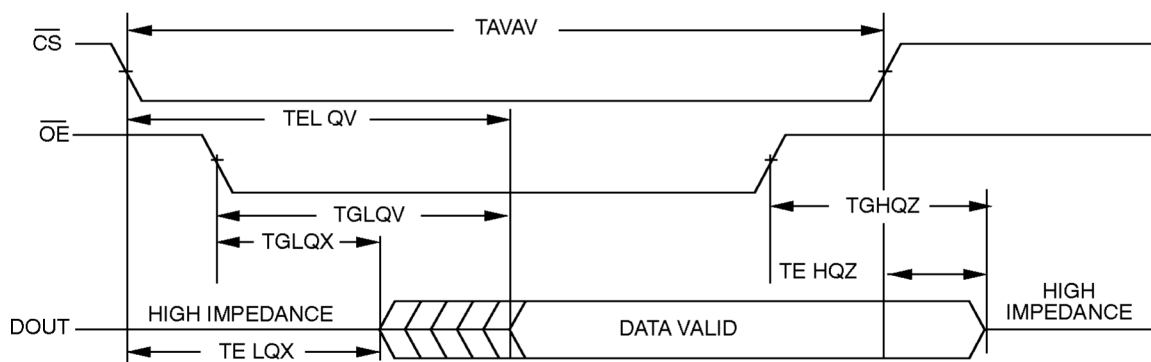 TAVAV
CS
TEL QV
OE
TGLQV
TGHQZ
TGLQX
TE HQZ
HIGH IMPEDANCE
HIGH
IMPEDANCE
DOUT
DATA VALID
TE LQX